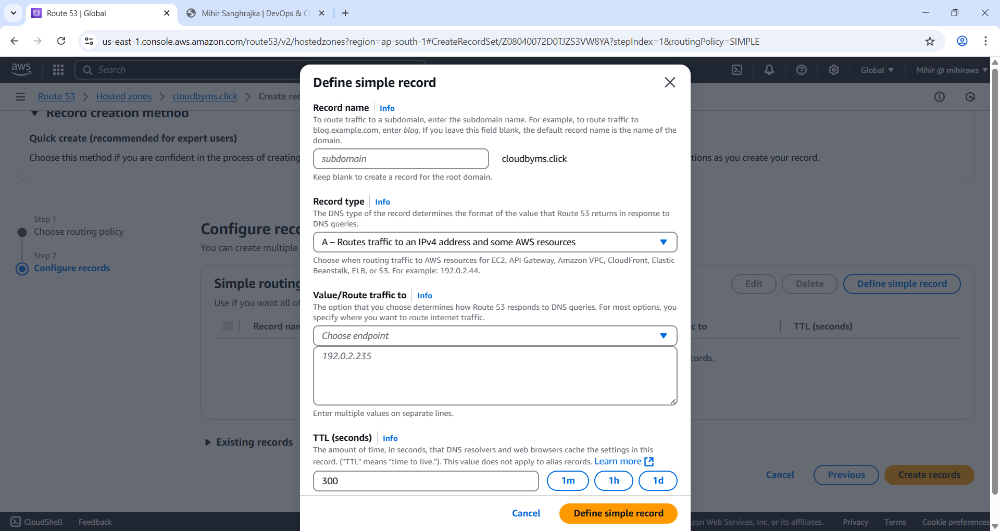 Route 53 | Global
Mihir Sanghrajka | DevOps & Cl
us-east-1.console.aws.amazon.com/route53/v2/hostedzones?region=ap-south-1#CreateRecordSet/Z08040072D0TJZS3VW8YA?stepIndex=1&routingPolicy=SIMPLE
aws
Search
Global
Mihir @ mihiraws
Route 53
Hosted zones
cloudbyms.click
Create rec
Record creation method
Quick create (recommended for expert users)
Choose this method if you are confident in the process of creating
tions as you create your record.
Step 1
Choose routing policy
Step 2
Configure records
Configure reco
You can create multiple
Simple routing
Use if you want all of
Edit
Delete
Define simple record
Record nam
ic to
TTL (seconds)
cords.
Existing records
Cancel
Previous
Create records
Define simple record
Record name
Info
To route traffic to a subdomain, enter the subdomain name. For example, to route traffic to
blog.example.com, enter blog. If you leave this field blank, the default record name is the name of the
domain.
subdomain
cloudbyms.click
Keep blank to create a record for the root domain.
Record type
Info
The DNS type of the record determines the format of the value that Route 53 returns in response to
DNS queries.
A – Routes traffic to an IPv4 address and some AWS resources
Choose when routing traffic to AWS resources for EC2, API Gateway, Amazon VPC, CloudFront, Elastic
Beanstalk, ELB, or S3. For example: 192.0.2.44.
Value/Route traffic to
Info
The option that you choose determines how Route 53 responds to DNS queries. For most options, you
specify where you want to route internet traffic.
Choose endpoint
192.0.2.235
Enter multiple values on separate lines.
TTL (seconds)
Info
The amount of time, in seconds, that DNS resolvers and web browsers cache the settings in this
record. ("TTL" means "time to live."). This value does not apply to alias records. Learn more
300
1m
1h
1d
Cancel
Define simple record
CloudShell
Feedback
zon Web Services, Inc. or its affiliates.
Privacy
Terms
Cookie preferences